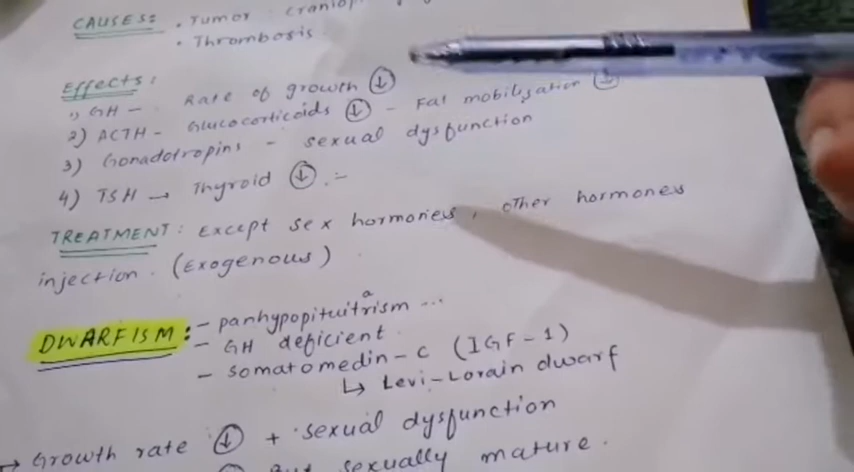 CAUSES: • Tumor
• Thrombosis
Effects:
1) GH - Rate of growth ↓
2) ACTH - Glucocorticoids ↓ - Fat mobilisation ↓
3) Gonadotropins - sexual dysfunction
4) TSH → Thyroid ↓ :-
TREATMENT: Except sex hormones, other hormones
injection. (Exogenous)
DWARFISM: - panhypopituitarism ...
- GH deficient
- somatomedin-c (IGF-1)
↳ Levi-Lorain dwarf
→ Growth rate ↓ + sexual dysfunction
But sexually mature.